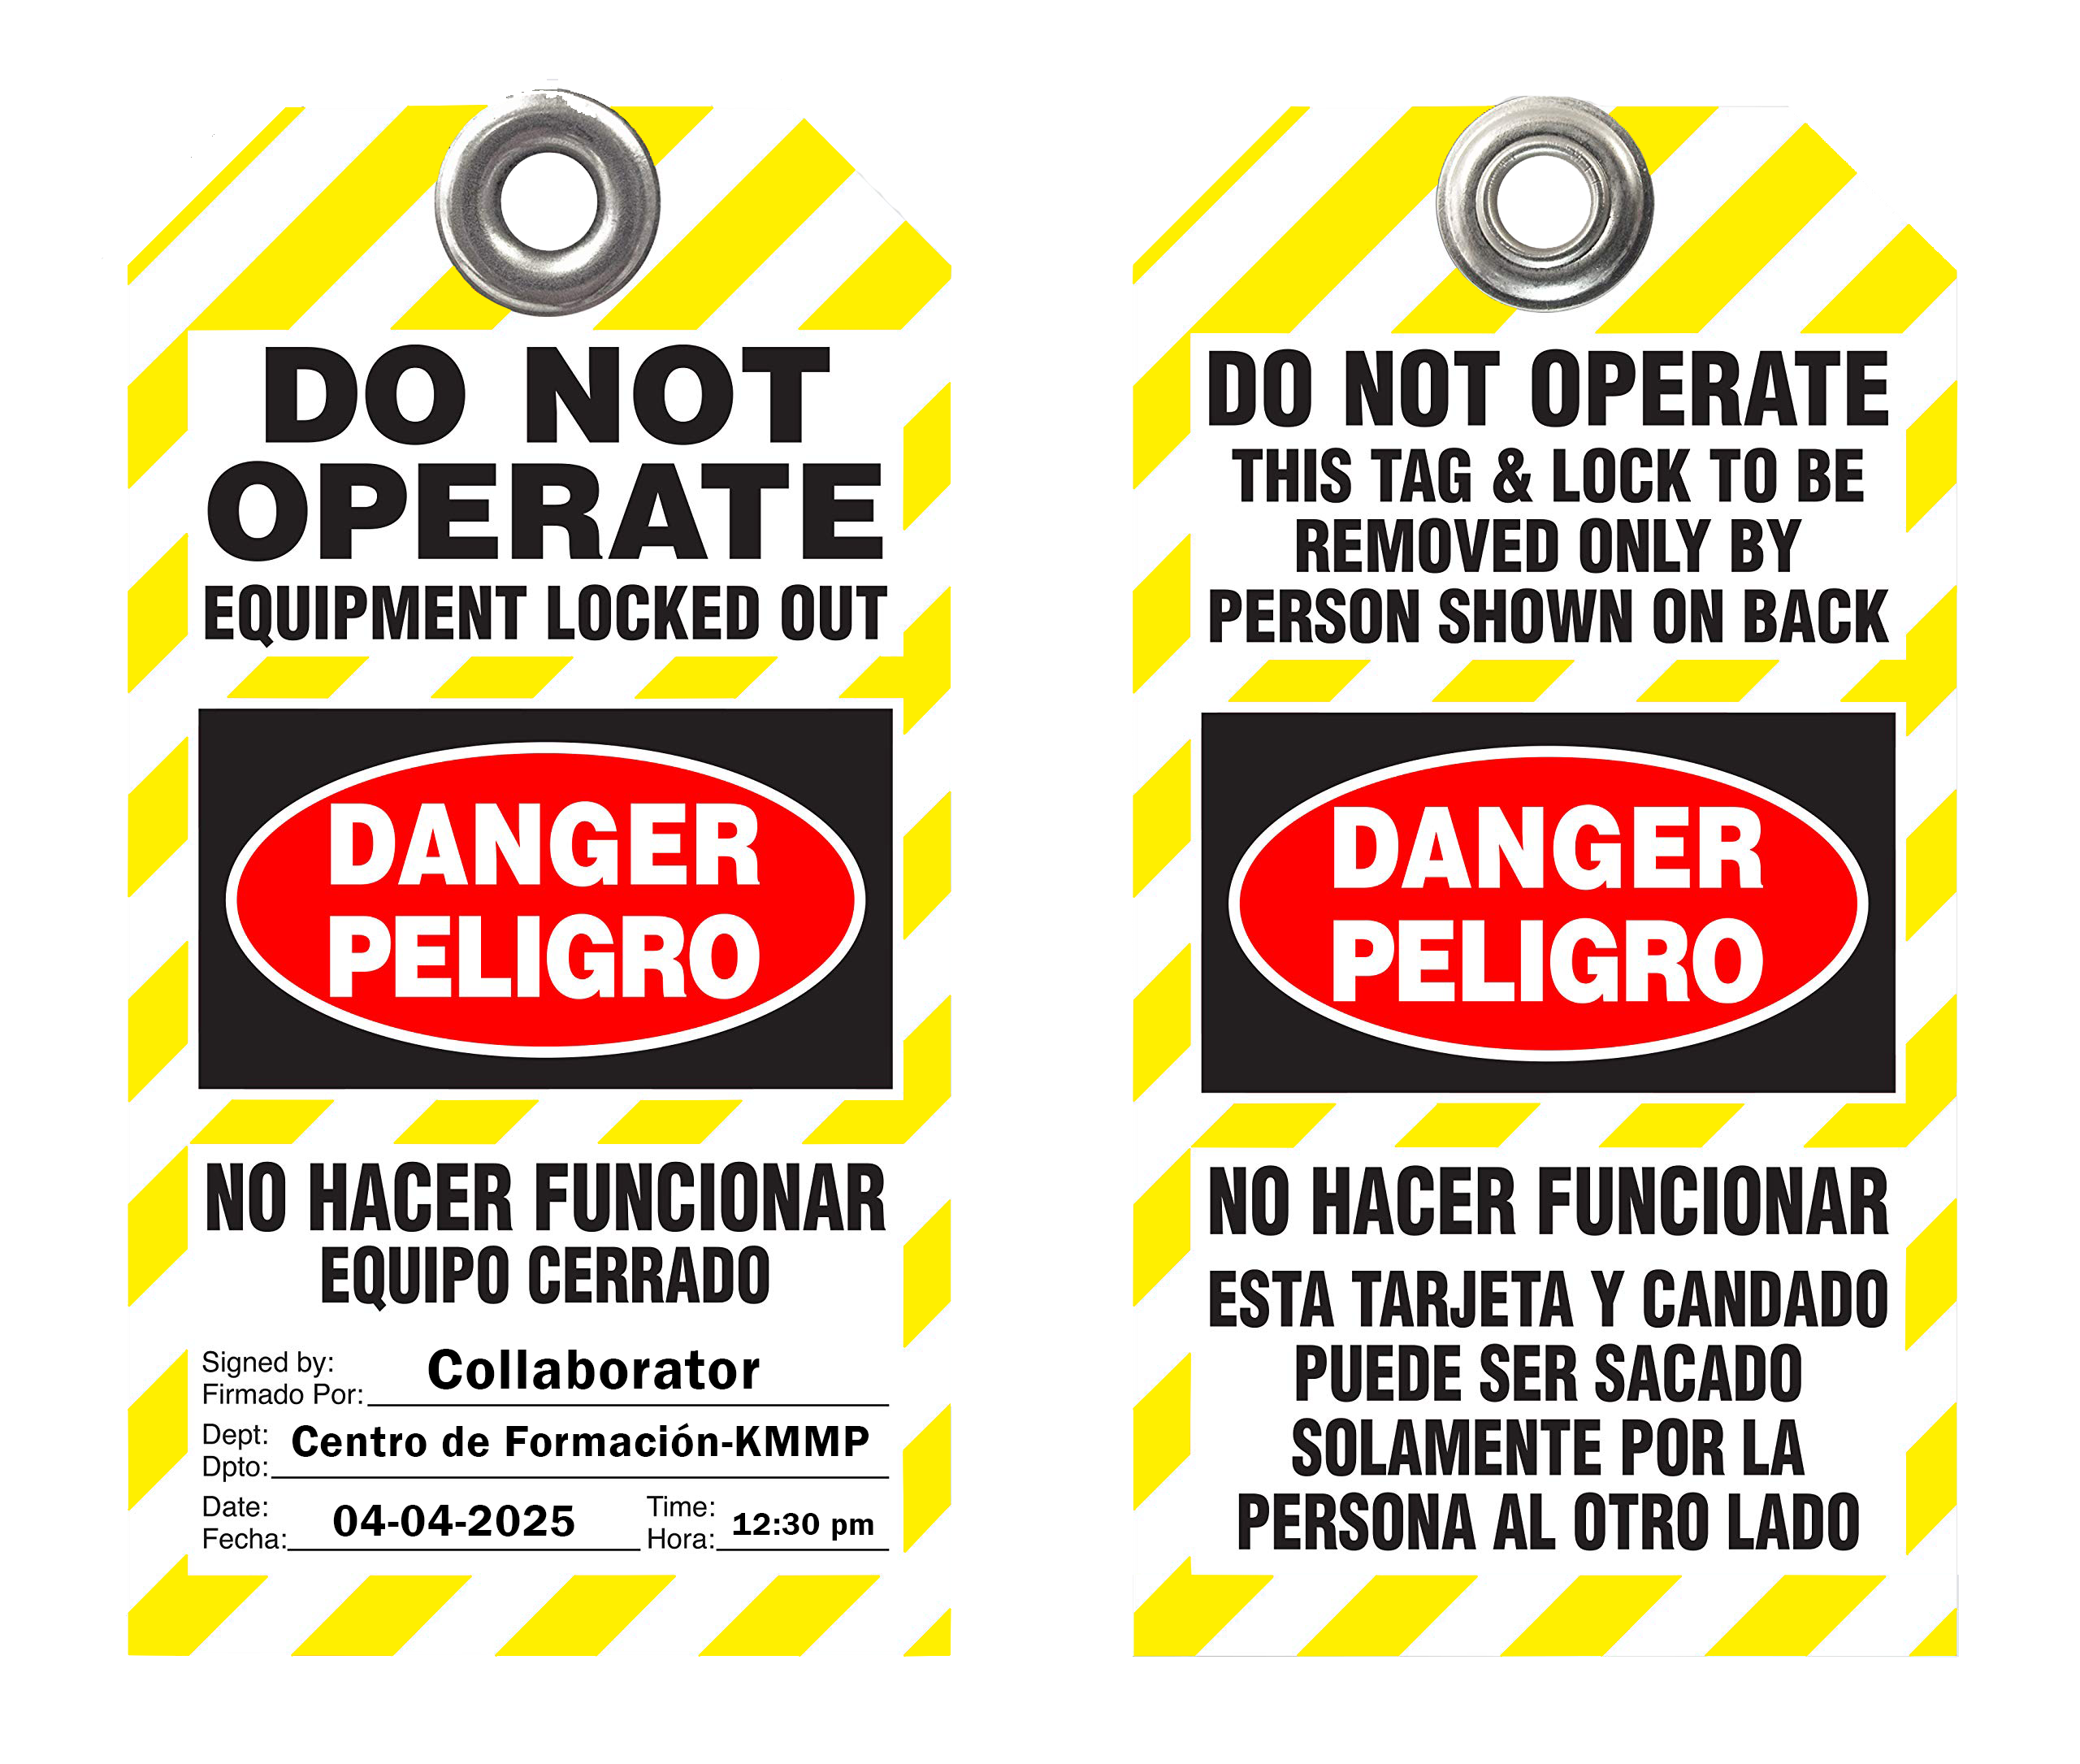 DO NOT
OPERATE
EQUIPMENT LOCKED OUT
DANGER
PELIGRO
NO HACER FUNCIONAR
EQUIPO CERRADO
Signed by: Collaborator
Firmado Por:
Dept: Centro de Formación-KMMP
Dpto:
Date: 04-04-2025 Time: 12:30 pm
Fecha: Hora:
DO NOT OPERATE
THIS TAG & LOCK TO BE
REMOVED ONLY BY
PERSON SHOWN ON BACK
DANGER
PELIGRO
NO HACER FUNCIONAR
ESTA TARJETA Y CANDADO
PUEDE SER SACADO
SOLAMENTE POR LA
PERSONA AL OTRO LADO